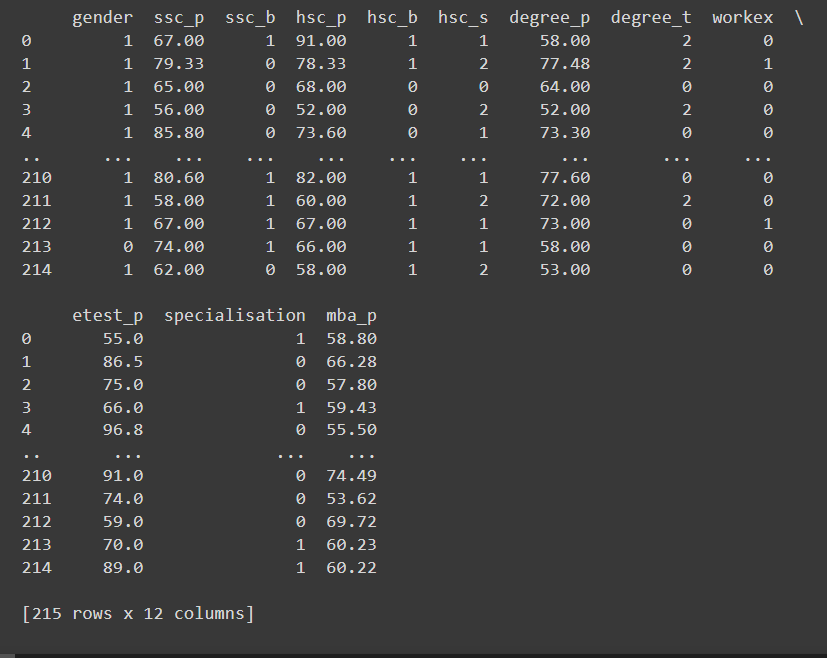 gender ssc_p ssc_b hsc_p hsc_b hsc_s degree_p degree_t workex \
0 1 67.00 1 91.00 1 1 58.00 2 0
1 1 79.33 0 78.33 1 2 77.48 2 1
2 1 65.00 0 68.00 0 0 64.00 0 0
3 1 56.00 0 52.00 0 2 52.00 2 0
4 1 85.80 0 73.60 0 1 73.30 0 0
.. ... ... ... ... ... ... ... ... ...
210 1 80.60 1 82.00 1 1 77.60 0 0
211 1 58.00 1 60.00 1 2 72.00 2 0
212 1 67.00 1 67.00 1 1 73.00 0 1
213 0 74.00 1 66.00 1 1 58.00 0 0
214 1 62.00 0 58.00 1 2 53.00 0 0
etest_p specialisation mba_p
0 55.0 1 58.80
1 86.5 0 66.28
2 75.0 0 57.80
3 66.0 1 59.43
4 96.8 0 55.50
.. ... ... ...
210 91.0 0 74.49
211 74.0 0 53.62
212 59.0 0 69.72
213 70.0 1 60.23
214 89.0 1 60.22
[215 rows x 12 columns]